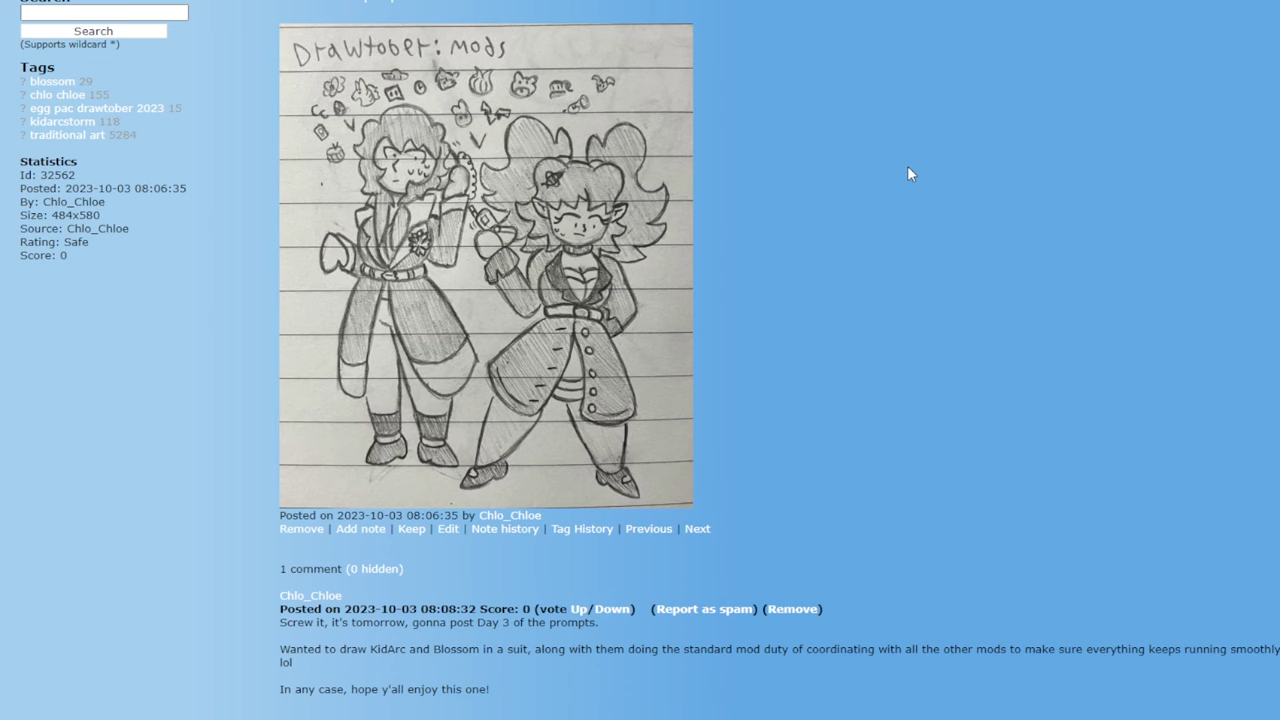 Search
(Supports wildcard *)
Tags
? blossom 29
? chlo chloe 155
? egg pac drawtober 2023 15
? kidarcstorm 118
? traditional art 5284
Statistics
Id: 32562
Posted: 2023-10-03 08:06:35
By: Chlo_Chloe
Size: 484x580
Source: Chlo_Chloe
Rating: Safe
Score: 0
Drawtober: Mods
Posted on 2023-10-03 08:06:35 by Chlo_Chloe
Remove | Add note | Keep | Edit | Note history | Tag History | Previous | Next
1 comment (0 hidden)
Chlo_Chloe
Posted on 2023-10-03 08:08:32 Score: 0 (vote Up/Down) (Report as spam) (Remove)
Screw it, it's tomorrow, gonna post Day 3 of the prompts.
Wanted to draw KidArc and Blossom in a suit, along with them doing the standard mod duty of coordinating with all the other mods to make sure everything keeps running smoothly
lol
In any case, hope y'all enjoy this one!